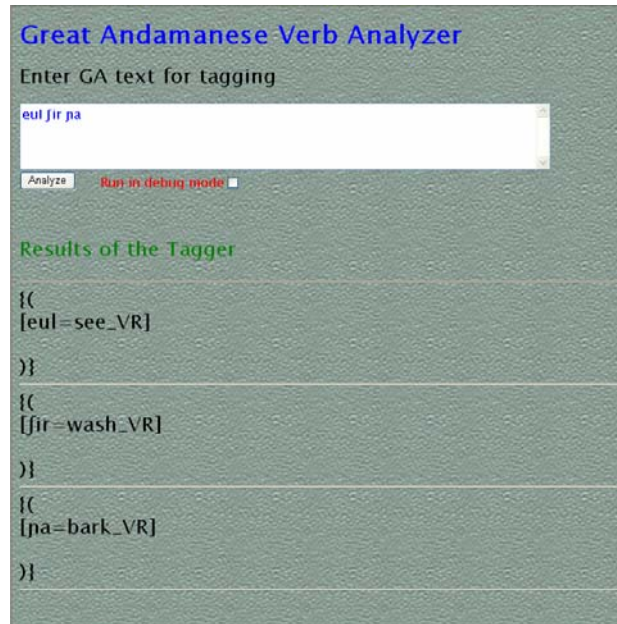 Great Andamanese Verb Analyzer
Enter GA text for tagging
eul ʃir ɲa
Analyze Run in debug mode
Results of the Tagger
{(
[eul=see_VR]
)}
{(
[ʃir=wash_VR]
)}
{(
[ɲa=bark_VR]
)}